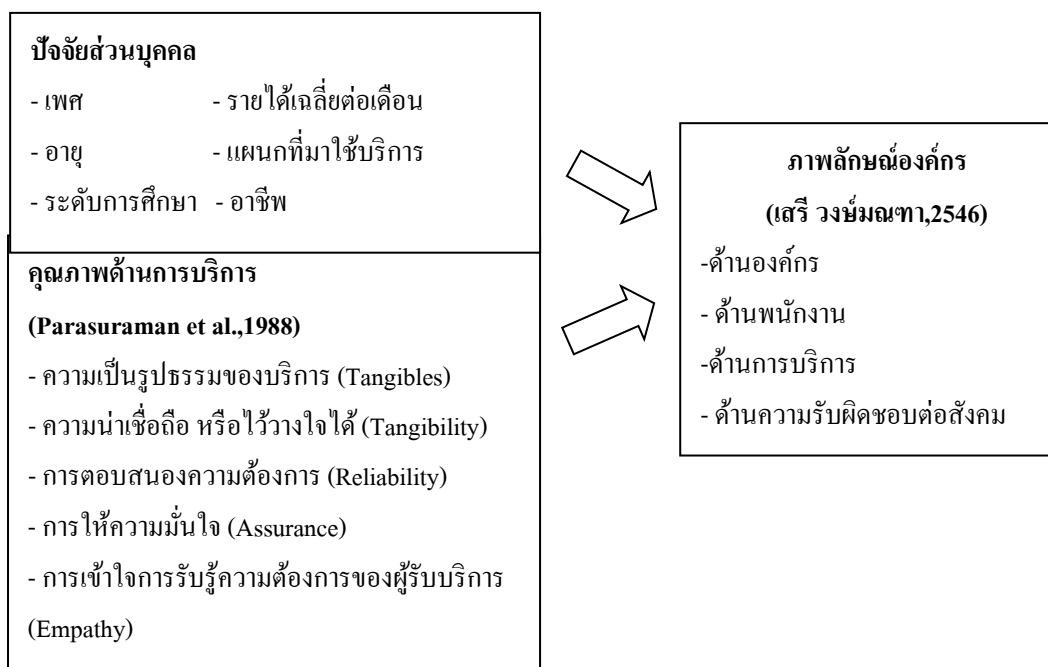 ปัจจัยส่วนบุคคล
- เพศ - รายได้เฉลี่ยต่อเดือน
- อายุ - แผนกที่มาใช้บริการ
- ระดับการศึกษา - อาชีพ
คุณภาพด้านการบริการ
(Parasuraman et al.,1988)
- ความเป็นรูปธรรมของบริการ (Tangibles)
- ความน่าเชื่อถือ หรือไว้วางใจได้ (Tangibility)
- การตอบสนองความต้องการ (Reliability)
- การให้ความมั่นใจ (Assurance)
- การเข้าใจการรับรู้ความต้องการของผู้รับบริการ
(Empathy)
ภาพลักษณ์องค์กร
(เสรี วงษ์มณฑา,2546)
-ด้านองค์กร
- ด้านพนักงาน
-ด้านการบริการ
- ด้านความรับผิดชอบต่อสังคม